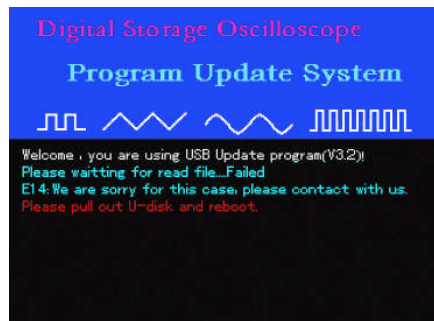 Digital Storage Oscilloscope
Program Update System
Welcome , you are using USB Update program(V3.2)!
Please waitting for read file...Failed
E14:We are sorry for this case, please contact with us.
Please pull out U-disk and reboot.